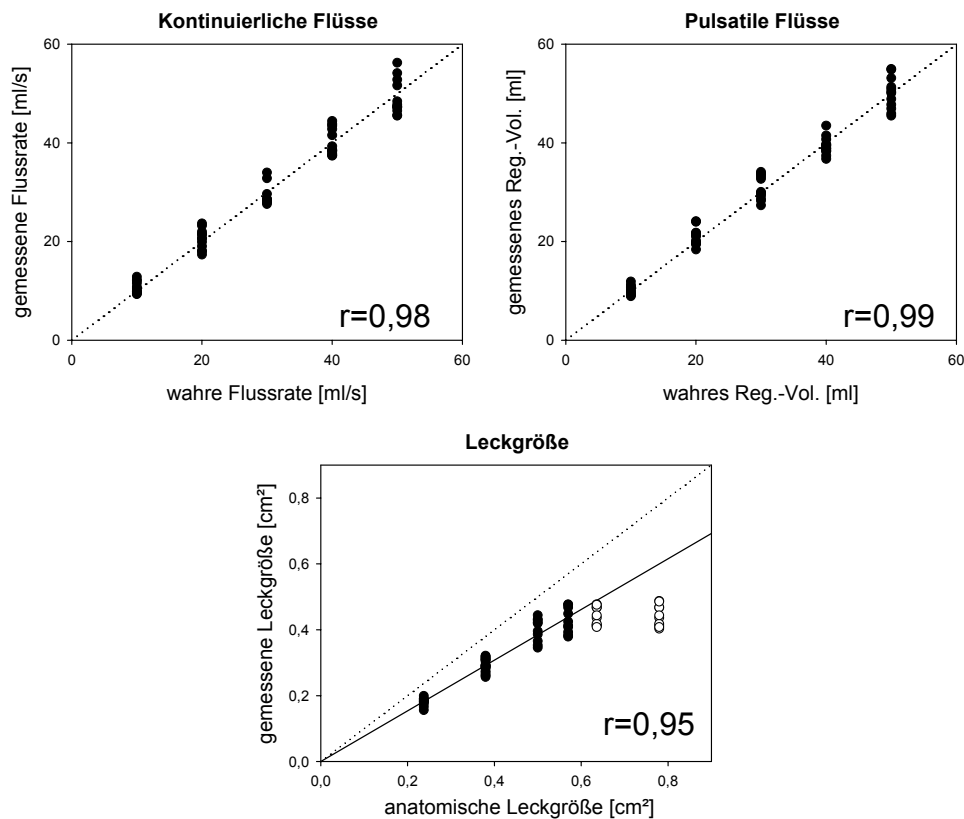 Kontinuierliche Flüsse
60
40
20
0
gemessene Flussrate [ml/s]
r=0,98
0 20 40 60
wahre Flussrate [ml/s]
Pulsatile Flüsse
60
40
20
0
gemessenes Reg.-Vol. [ml]
r=0,99
0 20 40 60
wahres Reg.-Vol. [ml]
Leckgröße
0,8
0,6
0,4
0,2
0,0
gemessene Leckgröße [cm²]
r=0,95
0,0 0,2 0,4 0,6 0,8
anatomische Leckgröße [cm²]